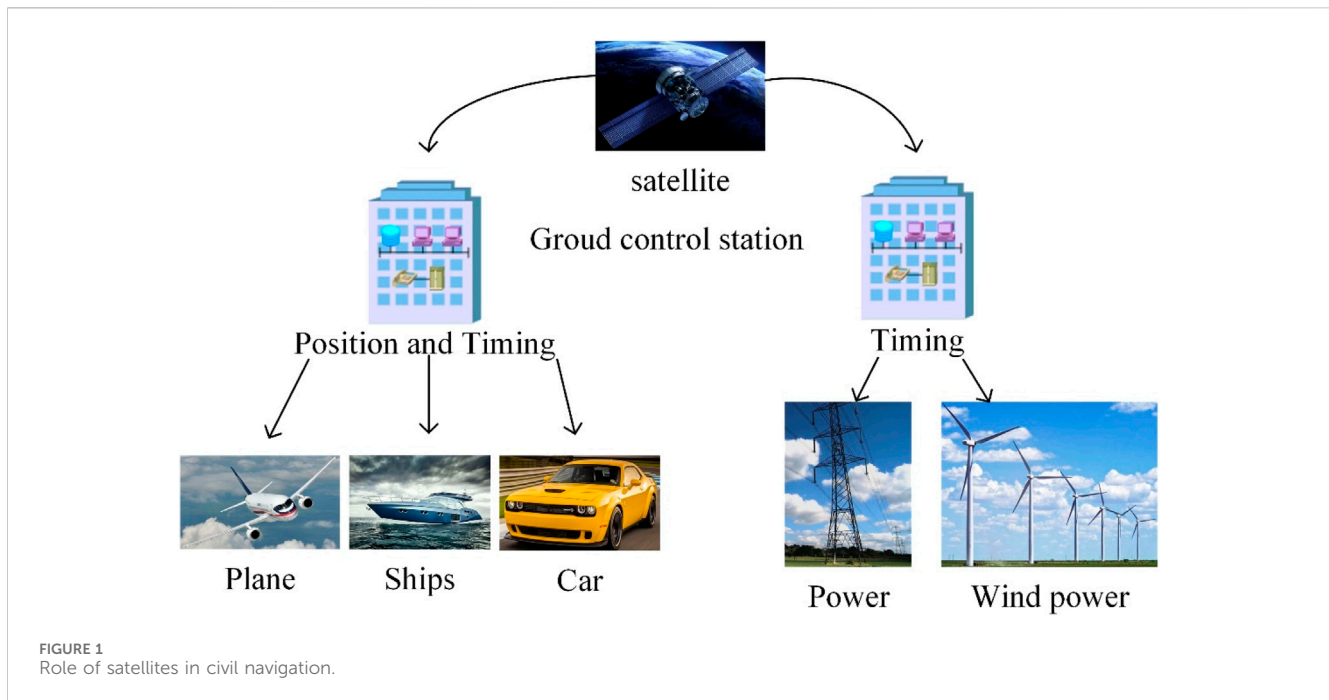 satellite
Groud control station
Position and Timing
Timing
Plane
Ships
Car
Power
Wind power
FIGURE 1
Role of satellites in civil navigation.